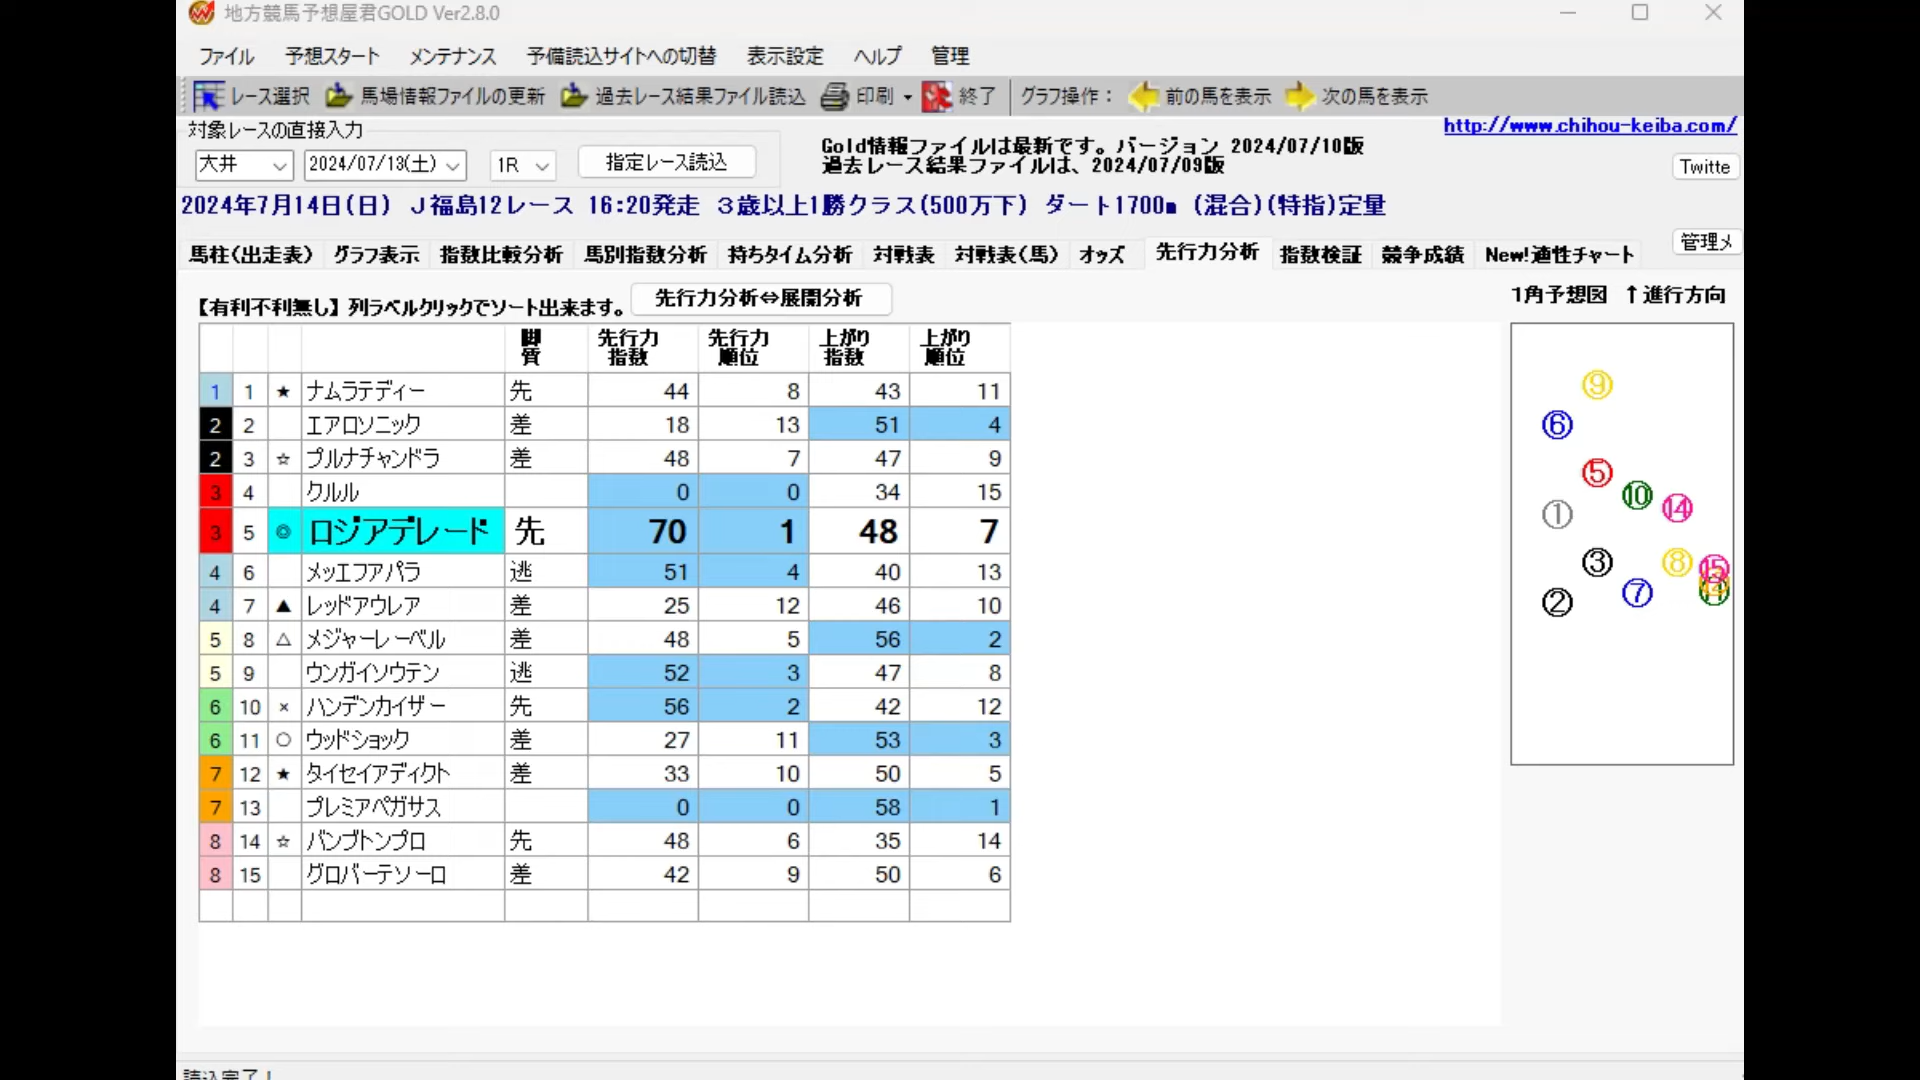 地方競馬予想屋君GOLD Ver2.8.0
ファイル 予想スタート メンテナンス 予備読込サイトへの切替 表示設定 ヘルプ 管理
レース選択 馬場情報ファイルの更新 過去レース結果ファイル読込 印刷 終了 グラフ操作： 前の馬を表示 次の馬を表示
対象レースの直接入力
http://www.chihou-keiba.com/
大井 2024/07/13(土) 1R 指定レース読込
Gold情報ファイルは最新です。バージョン 2024/07/10版
過去レース結果ファイルは、2024/07/09版
Twitte
2024年7月14日(日) J福島12レース 16:20発走 3歳以上1勝クラス(500万下) ダート1700m (混合)(特指)定量
管理メ
馬柱(出走表) グラフ表示 指数比較分析 馬別指数分析 持ちタイム分析 対戦表 対戦表(馬) オッズ 先行力分析 指数検証 競争成績 New!適性チャート
【有利不利無し】列ラベルクリックでソート出来ます。 先行力分析⇔展開分析
1角予想図 ↑進行方向
脚質 先行力指数 先行力順位 上がり指数 上がり順位
1 1 ★ ナムラテディー 先 44 8 43 11
2 2 エアロソニック 差 18 13 51 4
2 3 ☆ プルナチャンドラ 差 48 7 47 9
3 4 クルル 0 0 34 15
3 5 ◎ ロジアデレード 先 70 1 48 7
4 6 メッエフアパラ 逃 51 4 40 13
4 7 ▲ レッドアウレア 差 25 12 46 10
5 8 △ メジャーレーベル 差 48 5 56 2
5 9 ウンガイソウテン 逃 52 3 47 8
6 10 × ハンデンカイザー 先 56 2 42 12
6 11 ○ ウッドショック 差 27 11 53 3
7 12 ★ タイセイアディクト 差 33 10 50 5
7 13 プレミアペガサス 0 0 58 1
8 14 ☆ バンブトンプロ 先 48 6 35 14
8 15 グロバーテソーロ 差 42 9 50 6
⑨
⑥
⑤
⑩
⑭
①
③
⑧
⑮
⑫
⑪
⑦
②
読込完了！